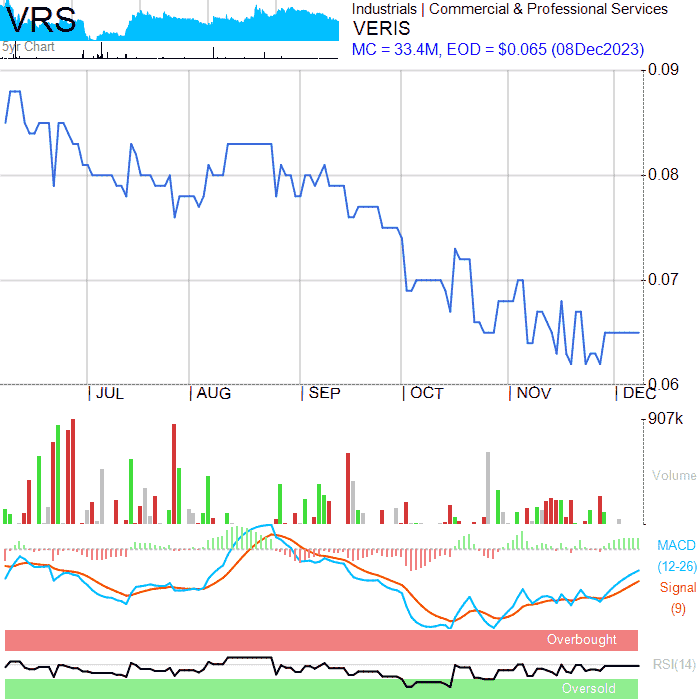 VRS
5yr Chart
Industrials | Commercial & Professional Services
VERIS
MC = 33.4M, EOD = $0.065 (08Dec2023)
0.09
0.08
0.07
0.06
JUL
AUG
SEP
OCT
NOV
DEC
907k
Volume
MACD
(12-26)
Signal
(9)
Overbought
RSI(14)
Oversold